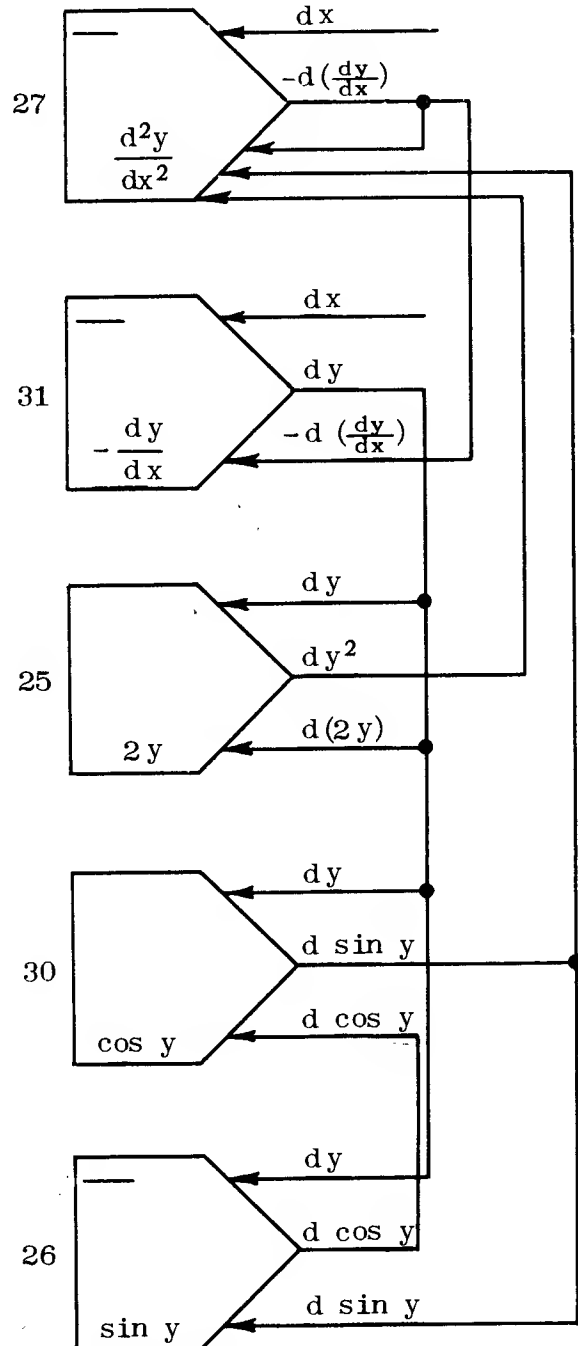 dx
-d(dy/dx)
27
d²y/dx²
dx
dy
31
-dy/dx
-d(dy/dx)
dy
dy²
25
d(2y)
2y
dy
d sin y
30
d cos y
cos y
dy
d cos y
26
d sin y
sin y